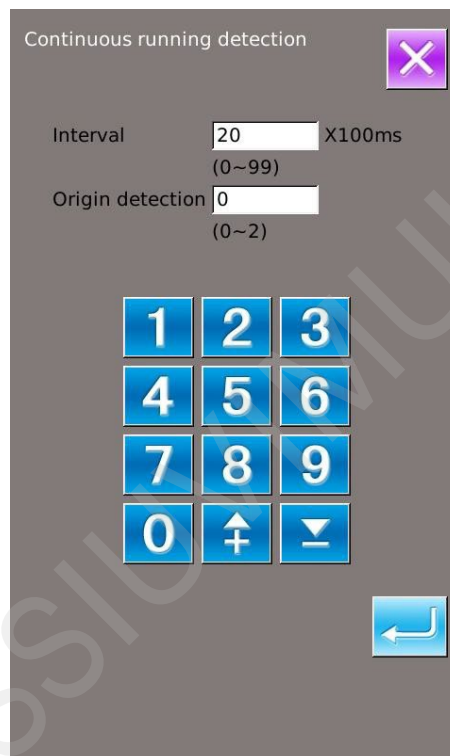 Continuous running detection
Interval 20 X100ms
(0~99)
Origin detection 0
(0~2)
1 2 3
4 5 6
7 8 9
0